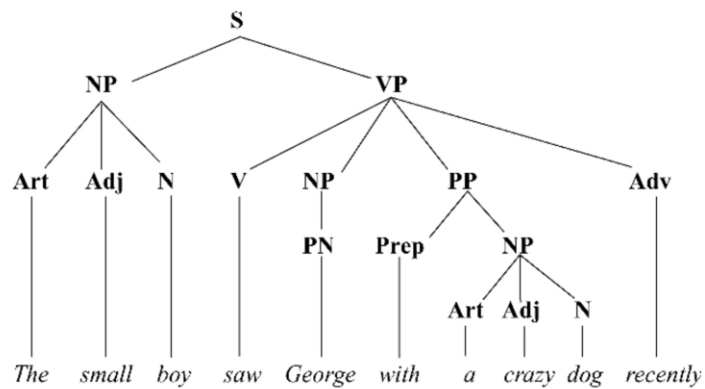 S
NP VP
Art Adj N V NP PP Adv
PN Prep NP
Art Adj N
The small boy saw George with a crazy dog recently